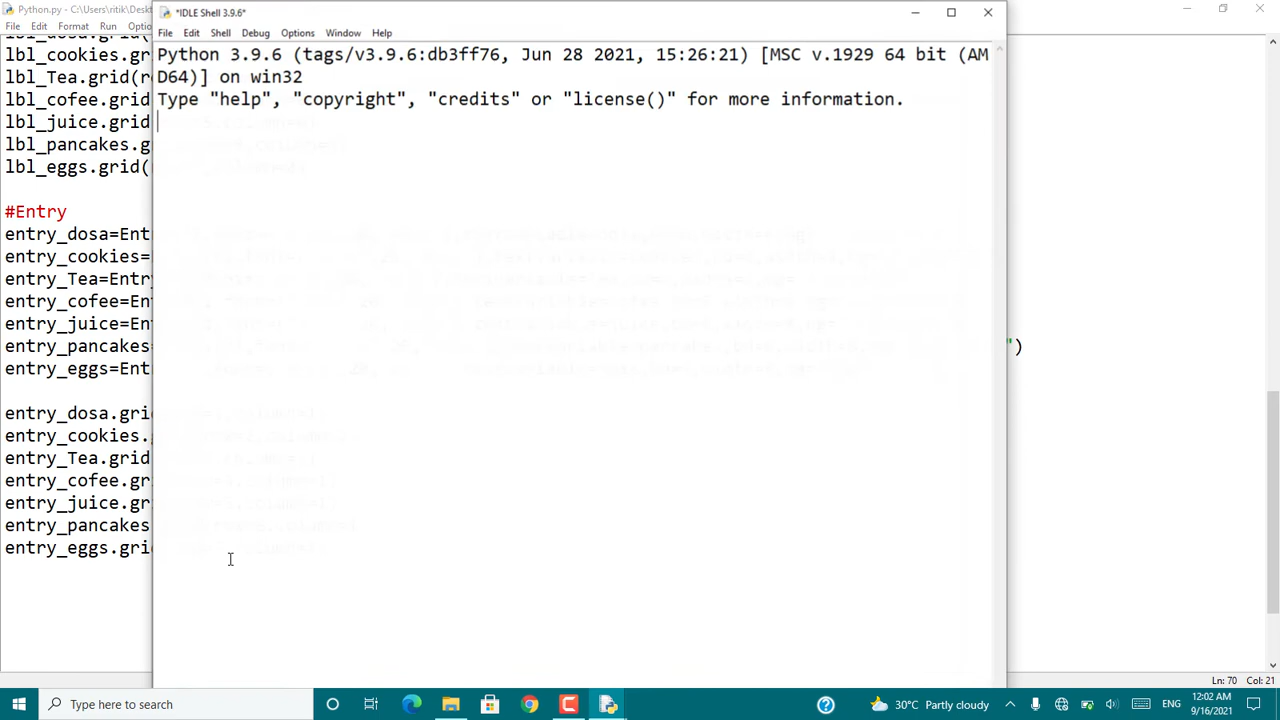 Python.py - C:\Users\ritik\Deskt
File Edit Format Run Optio
*IDLE Shell 3.9.6*
File Edit Shell Debug Options Window Help
Python 3.9.6 (tags/v3.9.6:db3ff76, Jun 28 2021, 15:26:21) [MSC v.1929 64 bit (AM
D64)] on win32
Type "help", "copyright", "credits" or "license()" for more information.
lbl_dosa.grid(
lbl_cookies.gr
lbl_Tea.grid(r
lbl_cofee.grid
lbl_juice.grid
lbl_pancakes.g
lbl_eggs.grid(
#Entry
entry_dosa=Ent
entry_cookies=
entry_Tea=Entry
entry_cofee=En
entry_juice=Ent
entry_pancakes= ")
entry_eggs=Ent
entry_dosa.gri
entry_cookies.
entry_Tea.grid
entry_cofee.gr
entry_juice.gr
entry_pancakes
entry_eggs.gri
Ln: 70 Col: 21
Type here to search
30°C Partly cloudy
ENG
12:02 AM
9/16/2021